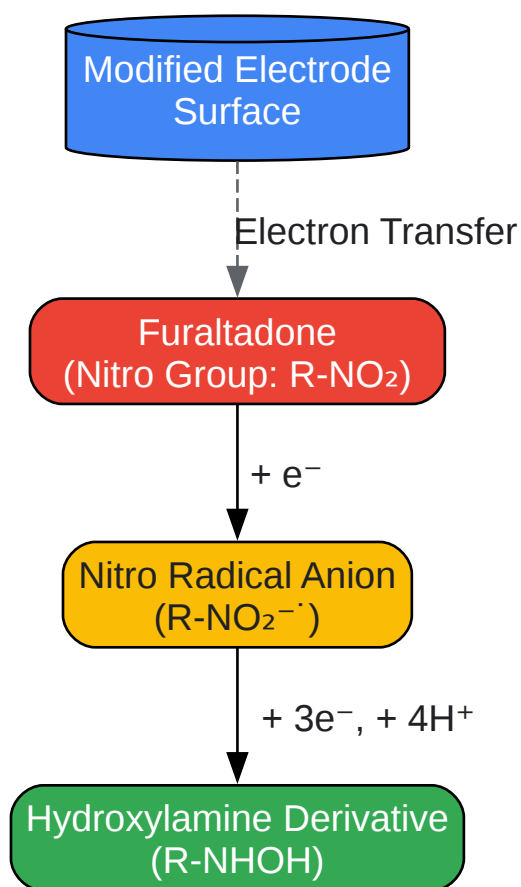 Modified Electrode
Surface
Electron Transfer
Furaltadone
(Nitro Group: R-NO₂)
+ e⁻
Nitro Radical Anion
(R-NO₂⁻˙)
+ 3e⁻, + 4H⁺
Hydroxylamine Derivative
(R-NHOH)